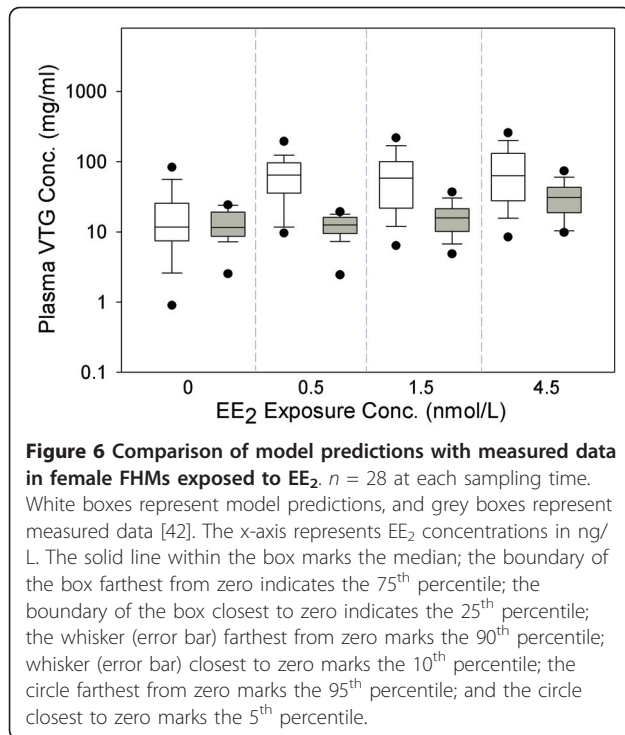 1000
100
10
1
0.1
Plasma VTG Conc. (mg/ml)
0 0.5 1.5 4.5
EE2 Exposure Conc. (nmol/L)
Figure 6 Comparison of model predictions with measured data
in female FHMs exposed to EE2. n = 28 at each sampling time.
White boxes represent model predictions, and grey boxes represent
measured data [42]. The x-axis represents EE2 concentrations in ng/
L. The solid line within the box marks the median; the boundary of
the box farthest from zero indicates the 75th percentile; the
boundary of the box closest to zero indicates the 25th percentile;
the whisker (error bar) farthest from zero marks the 90th percentile;
whisker (error bar) closest to zero marks the 10th percentile; the
circle farthest from zero marks the 95th percentile; and the circle
closest to zero marks the 5th percentile.